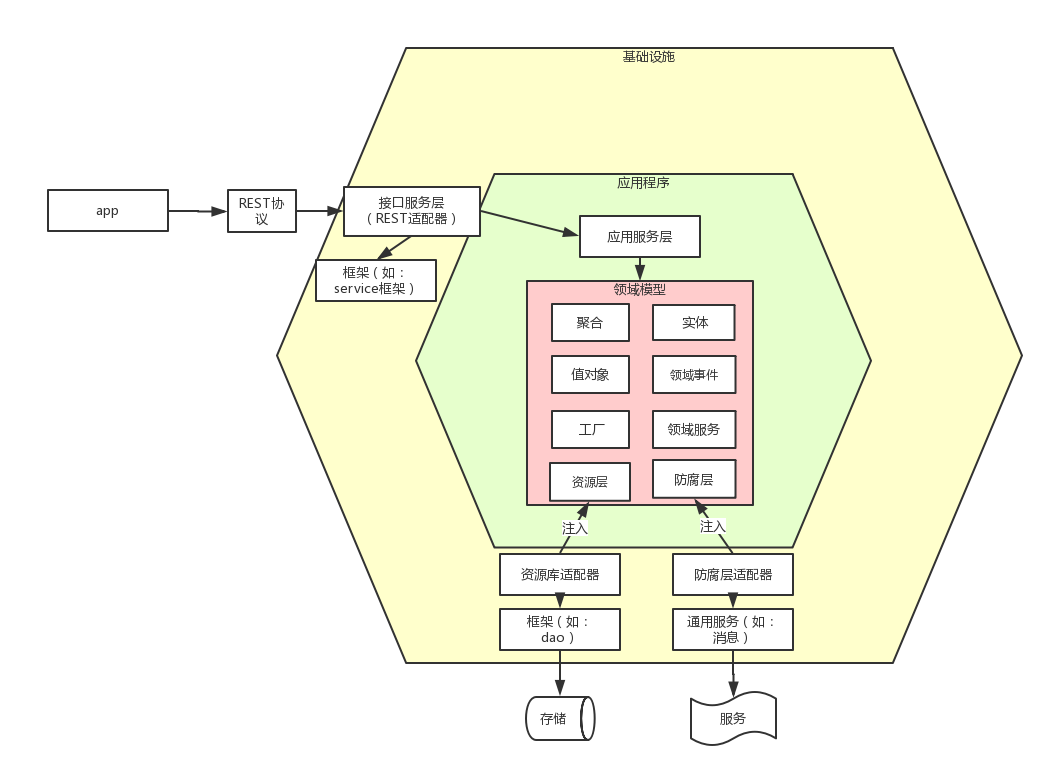 基础设施
应用程序
app
REST协
议
接口服务层
（REST适配器）
应用服务层
框架（如：
service框架）
领域模型
聚合
实体
值对象
领域事件
工厂
领域服务
资源层
防腐层
注入
注入
资源库适配器
防腐层适配器
框架（如：
dao）
通用服务（如：
消息）
存储
服务